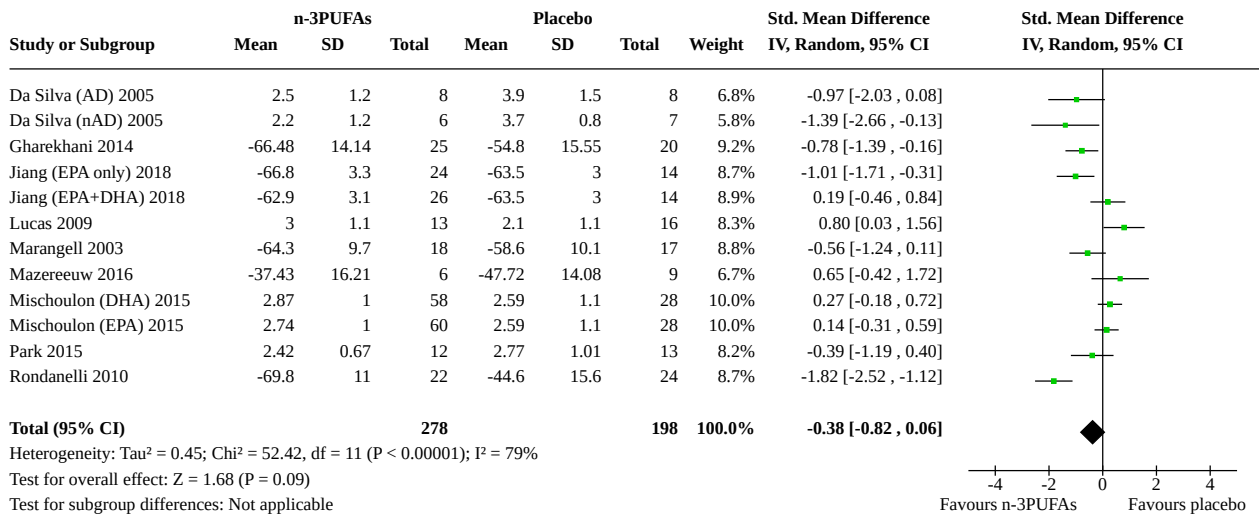 n-3PUFAs Placebo Std. Mean Difference Std. Mean Difference
Study or Subgroup Mean SD Total Mean SD Total Weight IV, Random, 95% CI IV, Random, 95% CI
Da Silva (AD) 2005 2.5 1.2 8 3.9 1.5 8 6.8% -0.97 [-2.03 , 0.08]
Da Silva (nAD) 2005 2.2 1.2 6 3.7 0.8 7 5.8% -1.39 [-2.66 , -0.13]
Gharekhani 2014 -66.48 14.14 25 -54.8 15.55 20 9.2% -0.78 [-1.39 , -0.16]
Jiang (EPA only) 2018 -66.8 3.3 24 -63.5 3 14 8.7% -1.01 [-1.71 , -0.31]
Jiang (EPA+DHA) 2018 -62.9 3.1 26 -63.5 3 14 8.9% 0.19 [-0.46 , 0.84]
Lucas 2009 3 1.1 13 2.1 1.1 16 8.3% 0.80 [0.03 , 1.56]
Marangell 2003 -64.3 9.7 18 -58.6 10.1 17 8.8% -0.56 [-1.24 , 0.11]
Mazereeuw 2016 -37.43 16.21 6 -47.72 14.08 9 6.7% 0.65 [-0.42 , 1.72]
Mischoulon (DHA) 2015 2.87 1 58 2.59 1.1 28 10.0% 0.27 [-0.18 , 0.72]
Mischoulon (EPA) 2015 2.74 1 60 2.59 1.1 28 10.0% 0.14 [-0.31 , 0.59]
Park 2015 2.42 0.67 12 2.77 1.01 13 8.2% -0.39 [-1.19 , 0.40]
Rondanelli 2010 -69.8 11 22 -44.6 15.6 24 8.7% -1.82 [-2.52 , -1.12]
Total (95% CI) 278 198 100.0% -0.38 [-0.82 , 0.06]
Heterogeneity: Tau² = 0.45; Chi² = 52.42, df = 11 (P < 0.00001); I² = 79%
Test for overall effect: Z = 1.68 (P = 0.09)
Test for subgroup differences: Not applicable
-4 -2 0 2 4
Favours n-3PUFAs Favours placebo